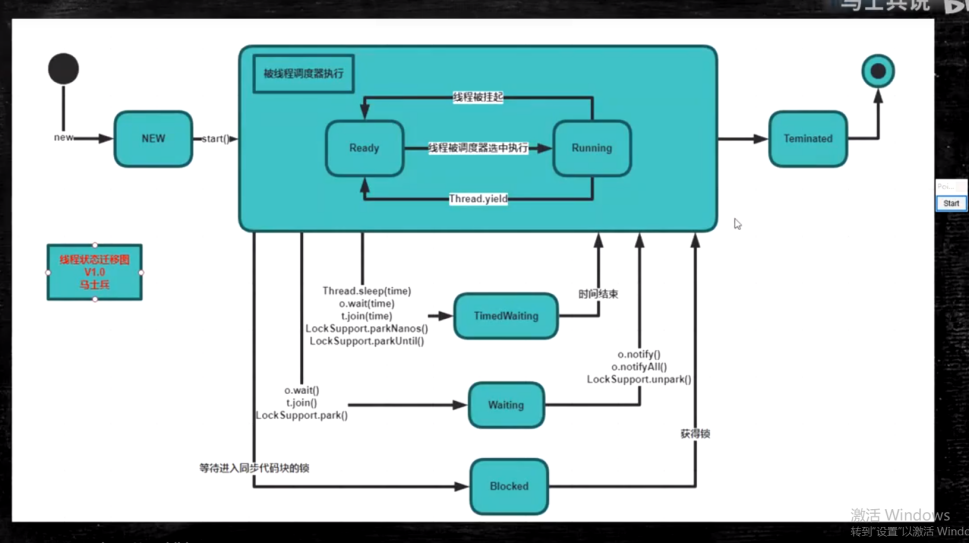 马士兵说
被线程调度器执行
线程被挂起
new
NEW
start()
Ready
线程被调度器选中执行
Running
Teminated
Thread.yield
Start
线程状态迁移图
V1.0
马士兵
Thread.sleep(time)
o.wait(time)
t.join(time)
LockSupport.parkNanos()
LockSupport.parkUntil()
TimedWaiting
时间结束
o.wait()
t.join()
LockSupport.park()
Waiting
o.notify()
o.notifyAll()
LockSupport.unpark()
等待进入同步代码块的锁
Blocked
获得锁
激活 Windows
转到"设置"以激活 Windo